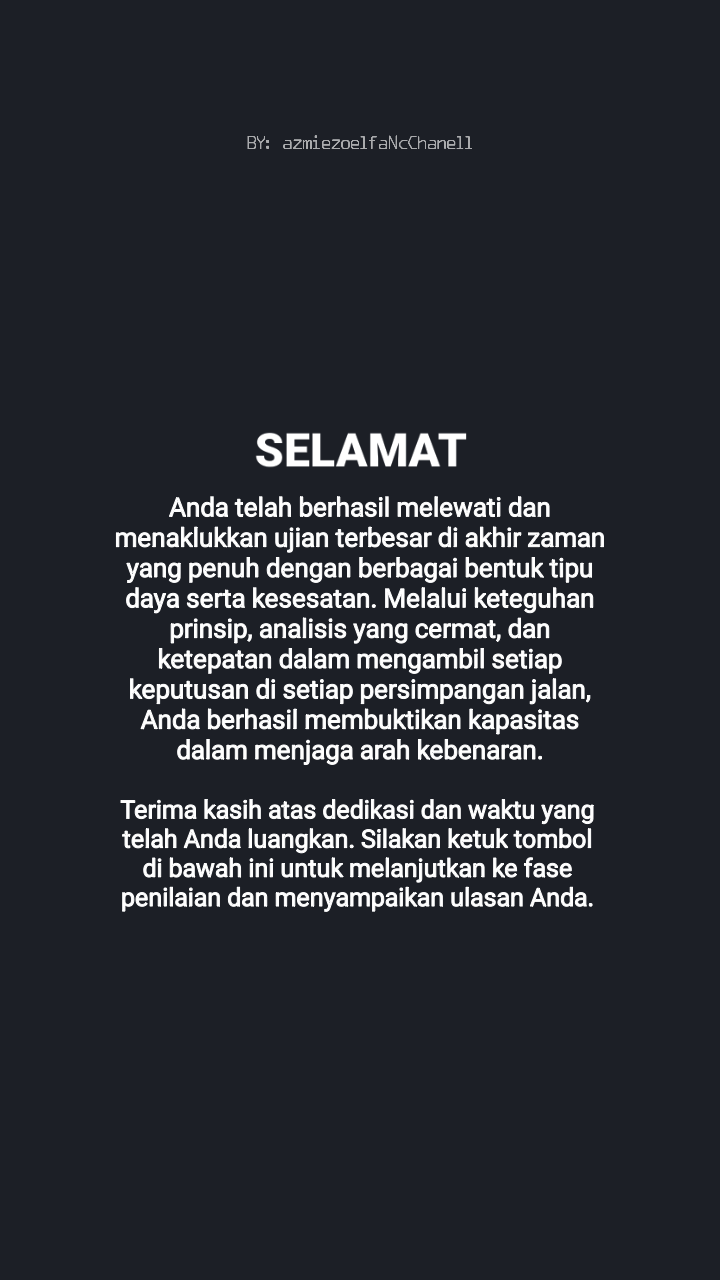 BY: azmiezoelfaNcChanell
SELAMAT
Anda telah berhasil melewati dan
menaklukkan ujian terbesar di akhir zaman
yang penuh dengan berbagai bentuk tipu
daya serta kesesatan. Melalui keteguhan
prinsip, analisis yang cermat, dan
ketepatan dalam mengambil setiap
keputusan di setiap persimpangan jalan,
Anda berhasil membuktikan kapasitas
dalam menjaga arah kebenaran.
Terima kasih atas dedikasi dan waktu yang
telah Anda luangkan. Silakan ketuk tombol
di bawah ini untuk melanjutkan ke fase
penilaian dan menyampaikan ulasan Anda.